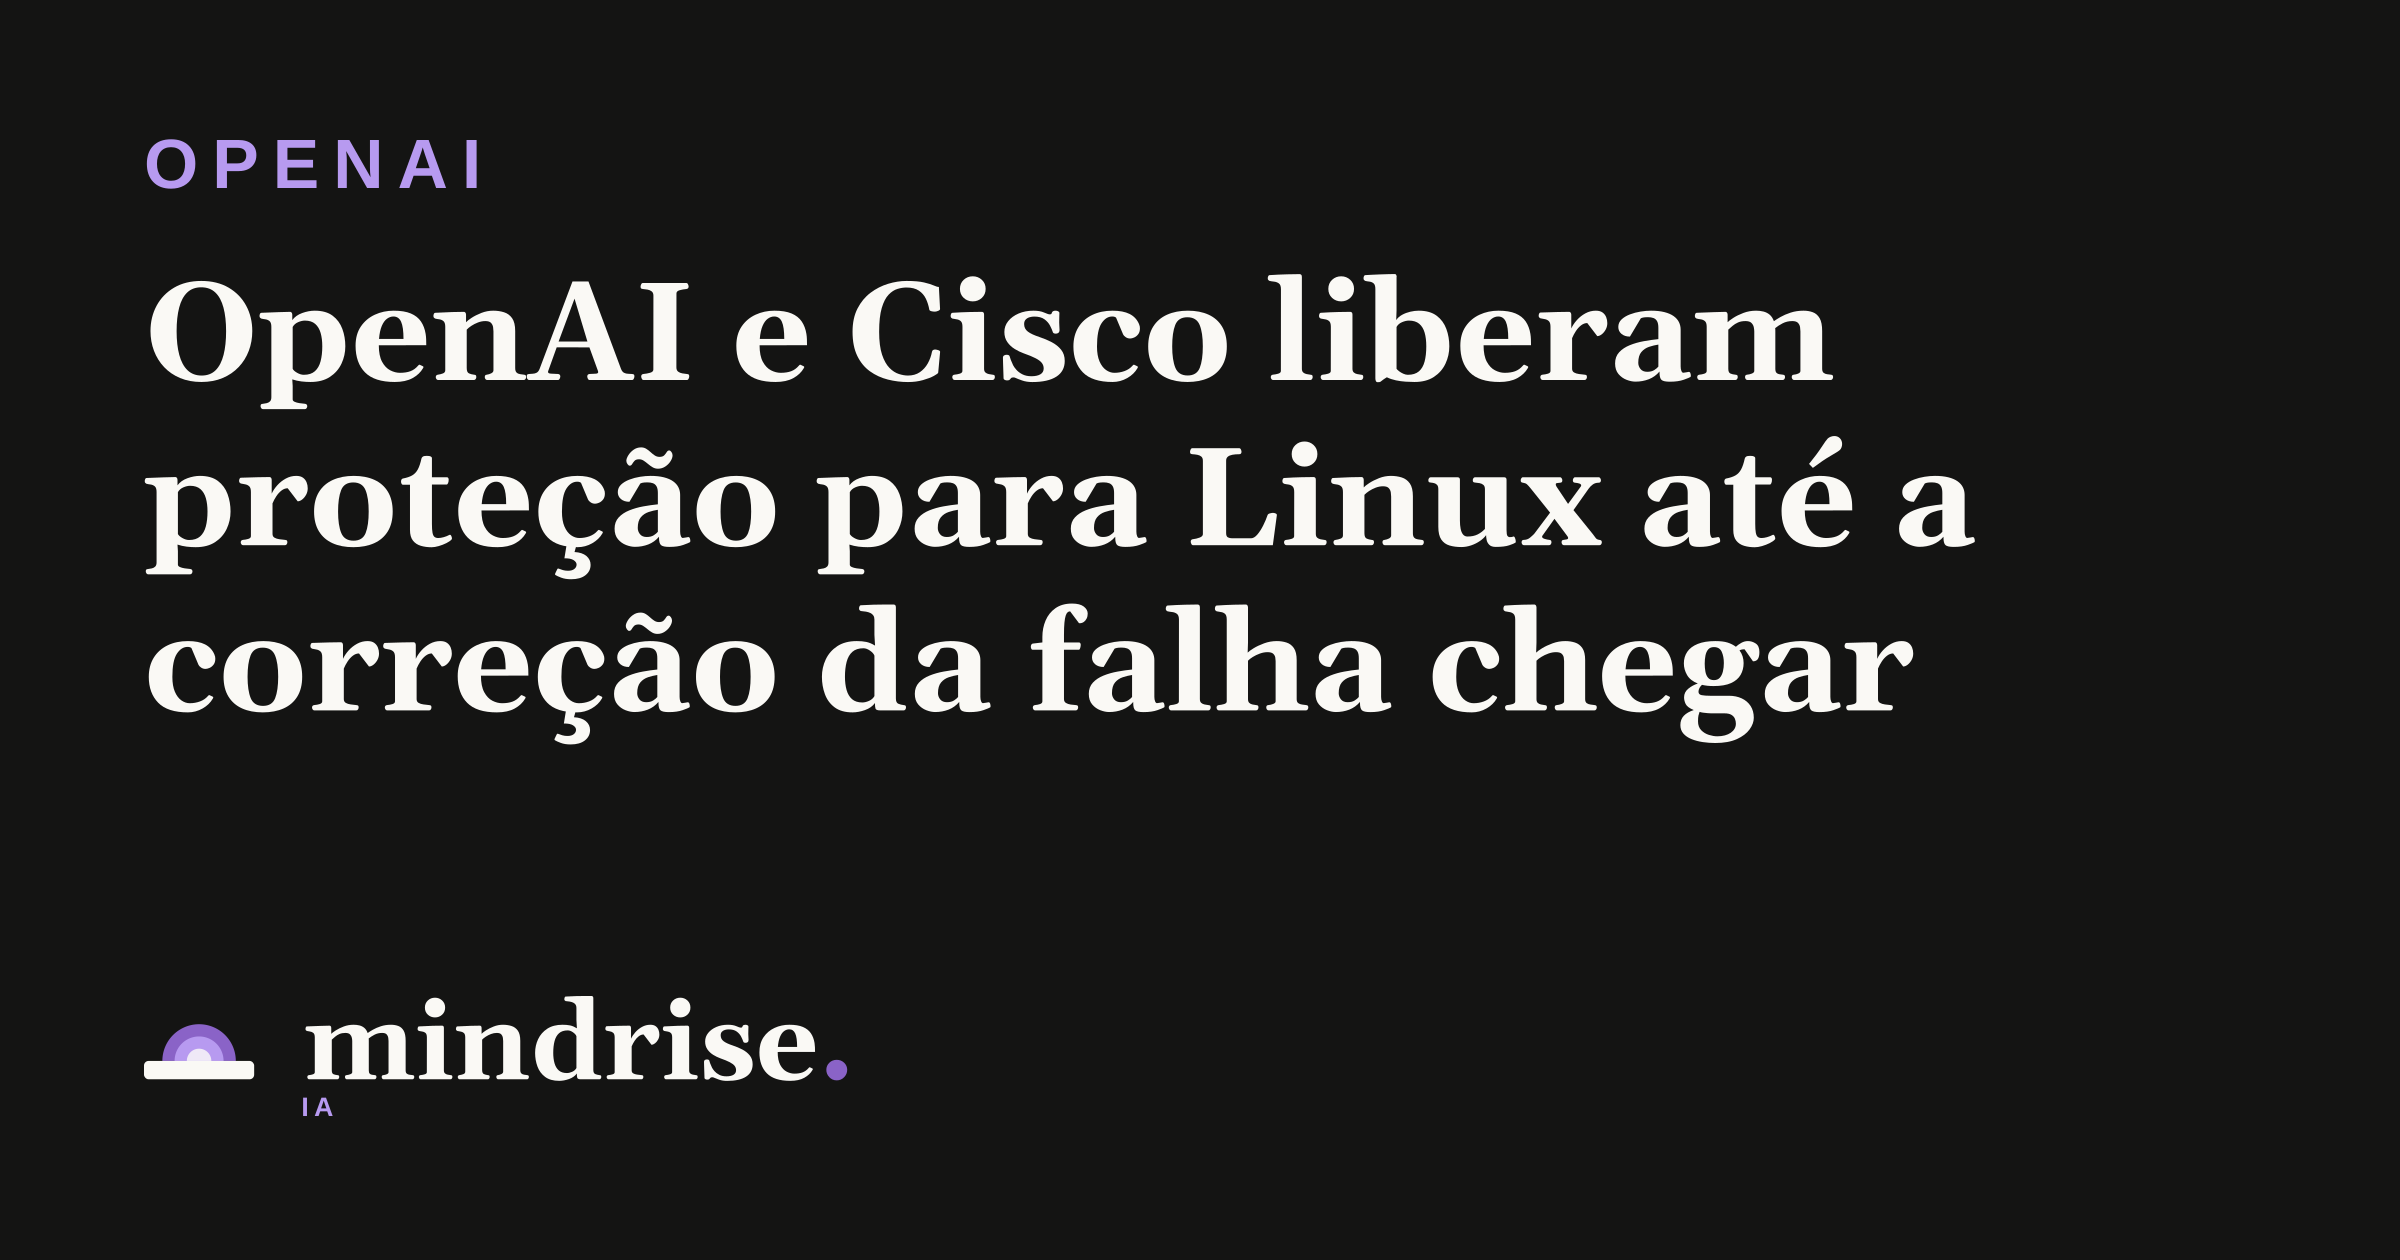 OPENAI
OpenAI e Cisco liberam
proteção para Linux até a
correção da falha chegar
mindrise.
IA